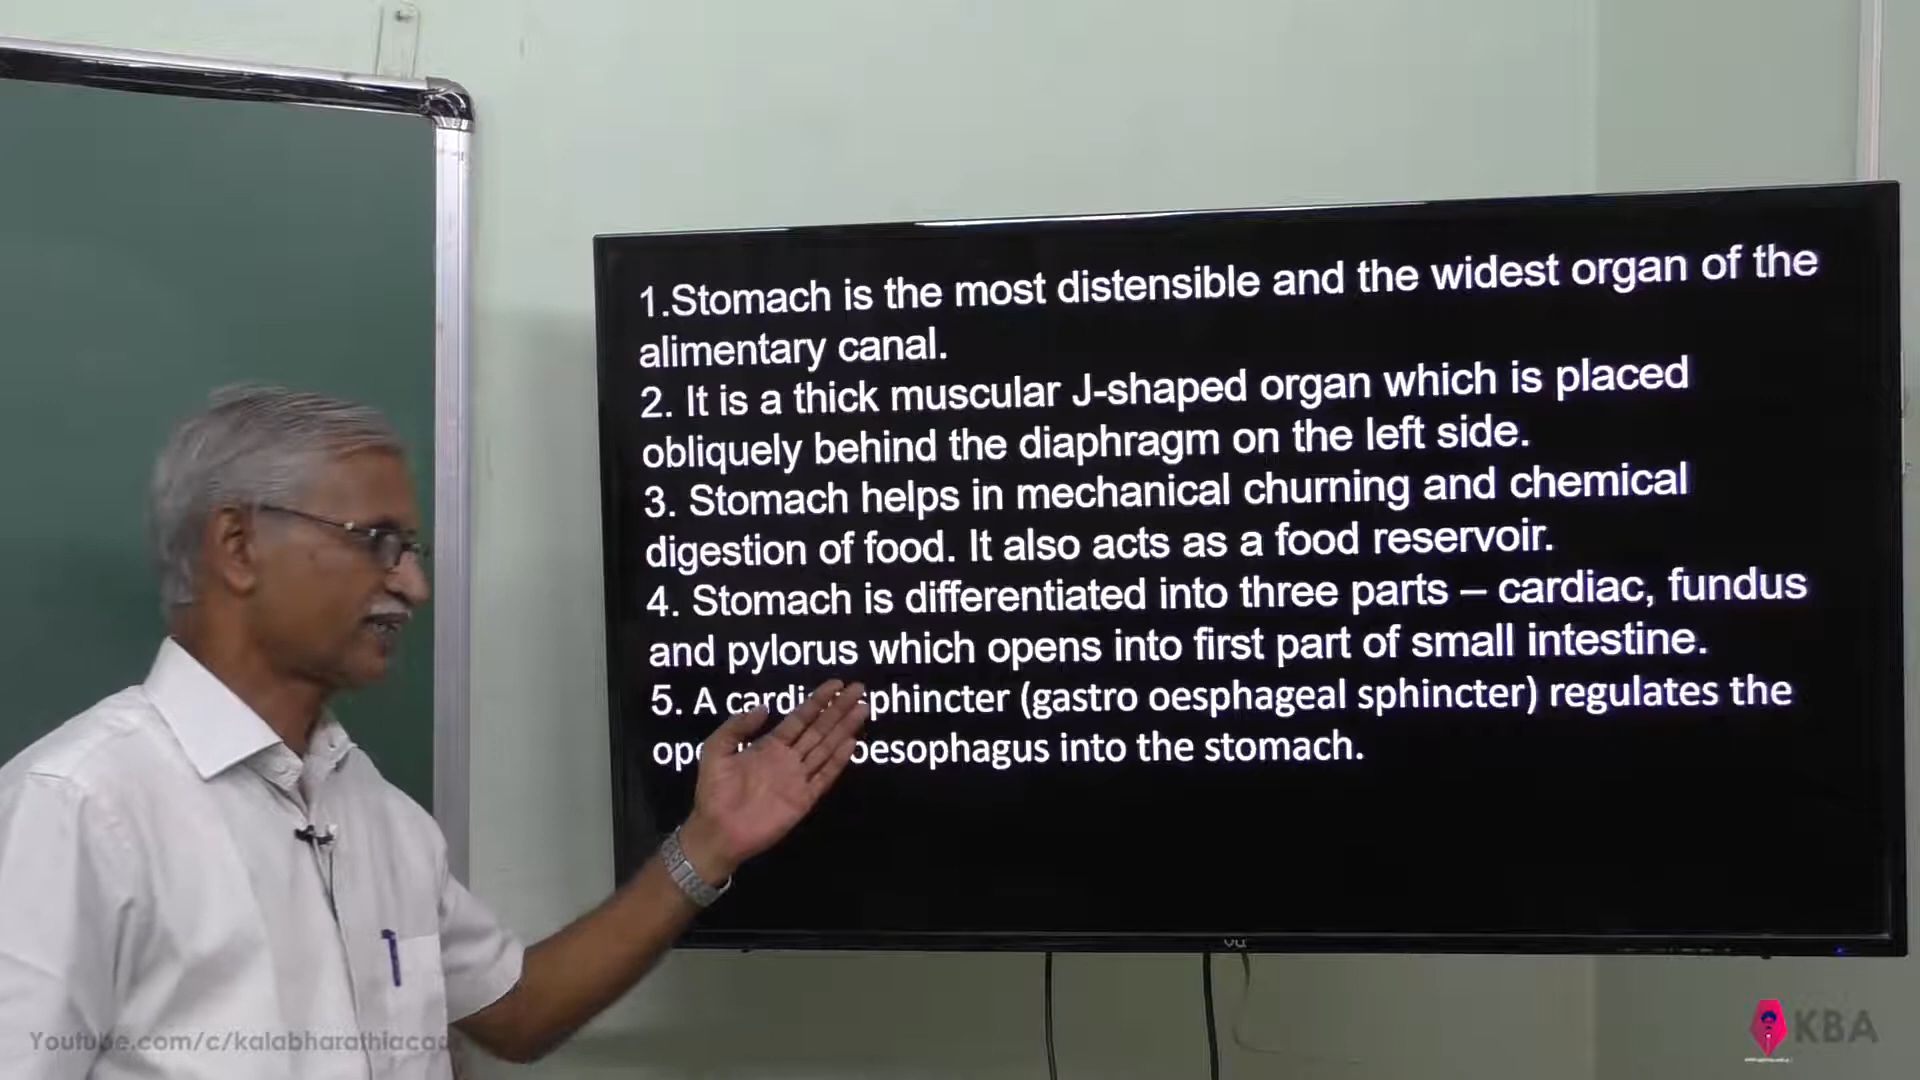 1.Stomach is the most distensible and the widest organ of the
alimentary canal.
2. It is a thick muscular J-shaped organ which is placed
obliquely behind the diaphragm on the left side.
3. Stomach helps in mechanical churning and chemical
digestion of food. It also acts as a food reservoir.
4. Stomach is differentiated into three parts – cardiac, fundus
and pylorus which opens into first part of small intestine.
5. A sphincter (gastro oesphageal sphincter) regulates the
oesophagus into the stomach.
Vu
KBA